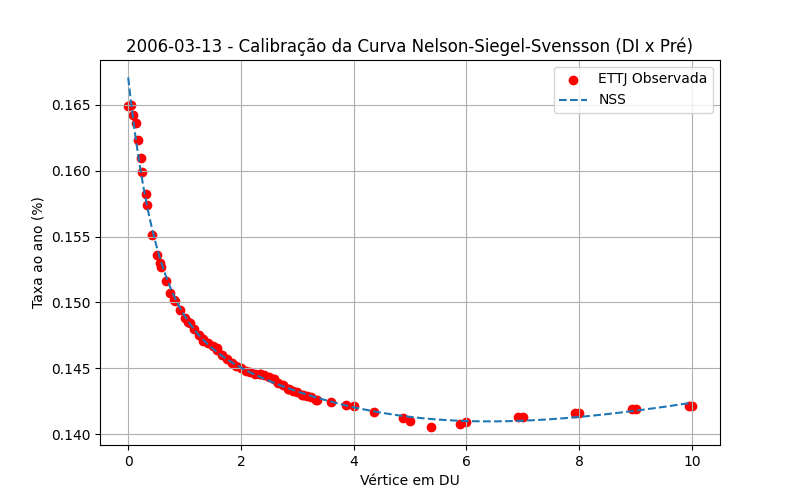 2006-03-13 - Calibração da Curva Nelson-Siegel-Svensson (DI x Pré)
ETTJ Observada
NSS
Taxa ao ano (%)
0.165
0.160
0.155
0.150
0.145
0.140
0 2 4 6 8 10
Vértice em DU